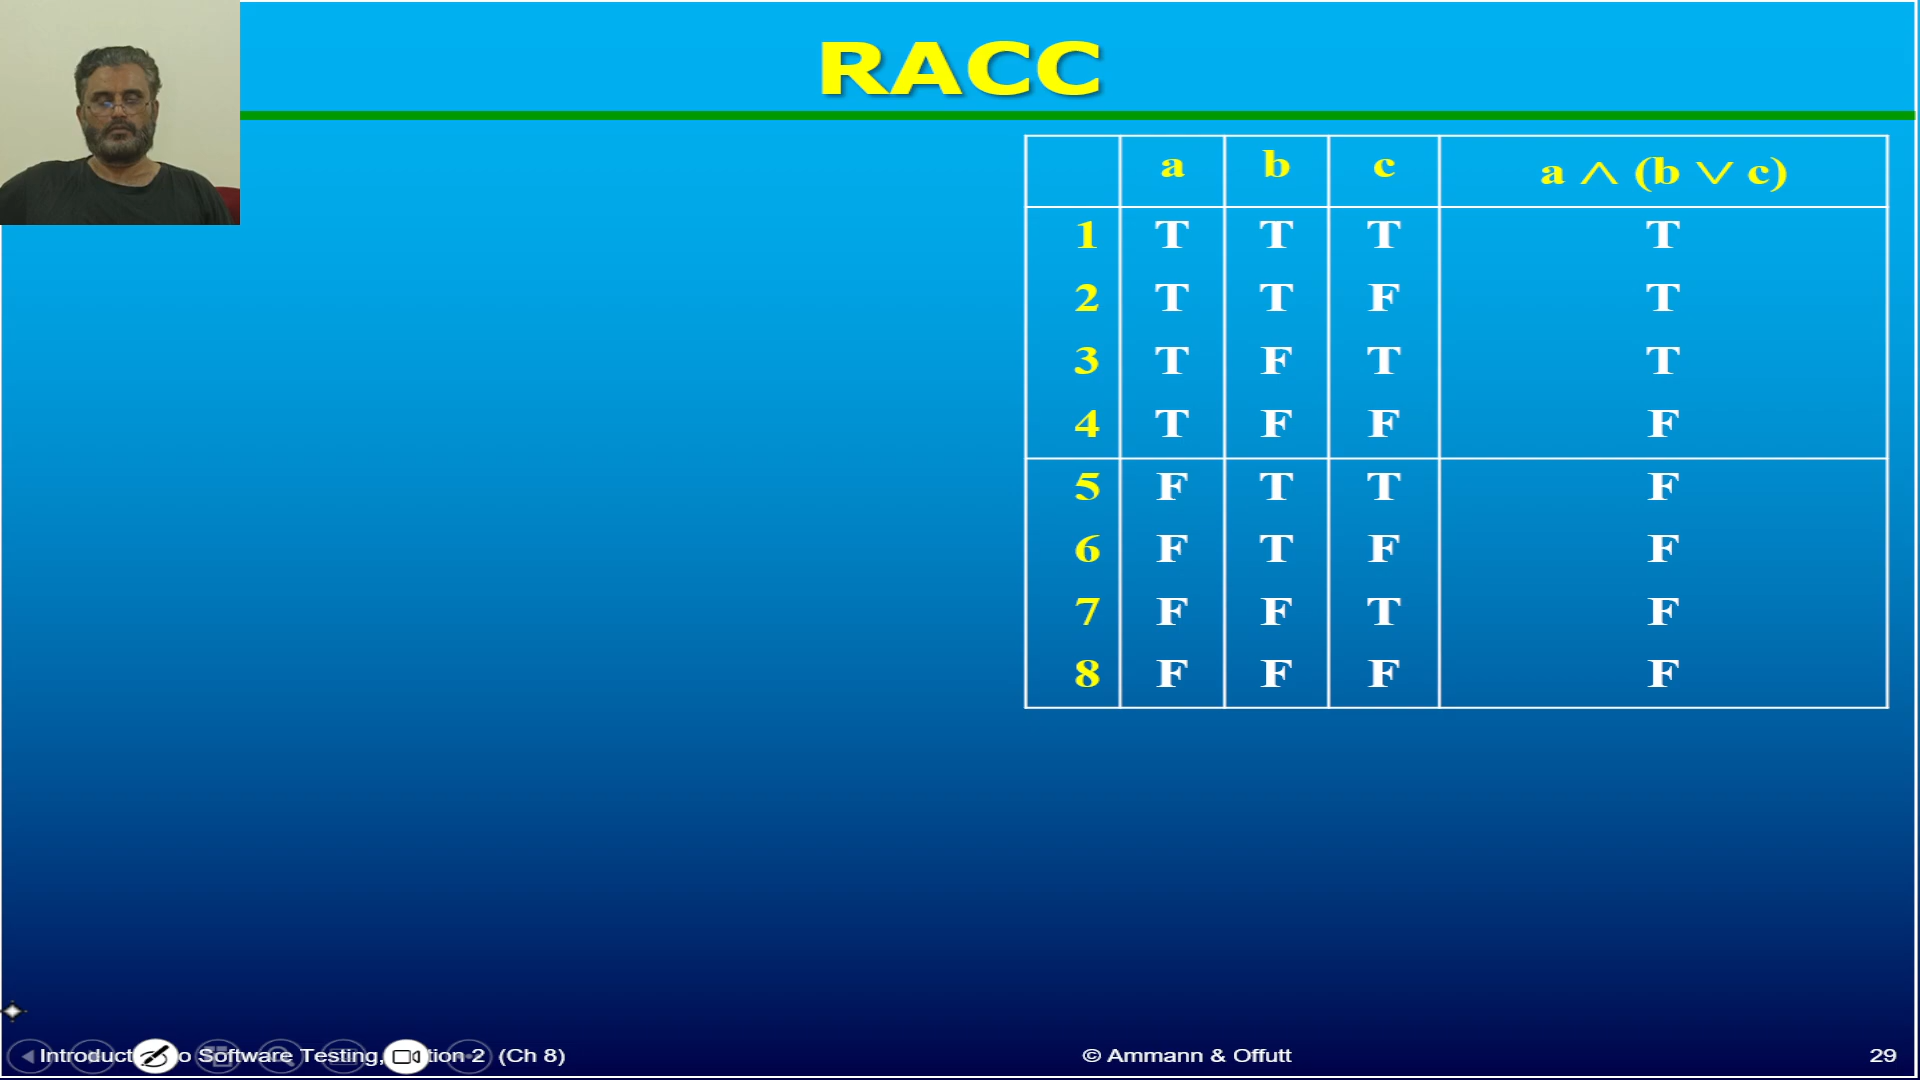 RACC
a b c a ∧ (b ∨ c)
1 T T T T
2 T T F T
3 T F T T
4 T F F F
5 F T T F
6 F T F F
7 F F T F
8 F F F F
Introduct o Software Testing, tion 2 (Ch 8)
© Ammann & Offutt
29